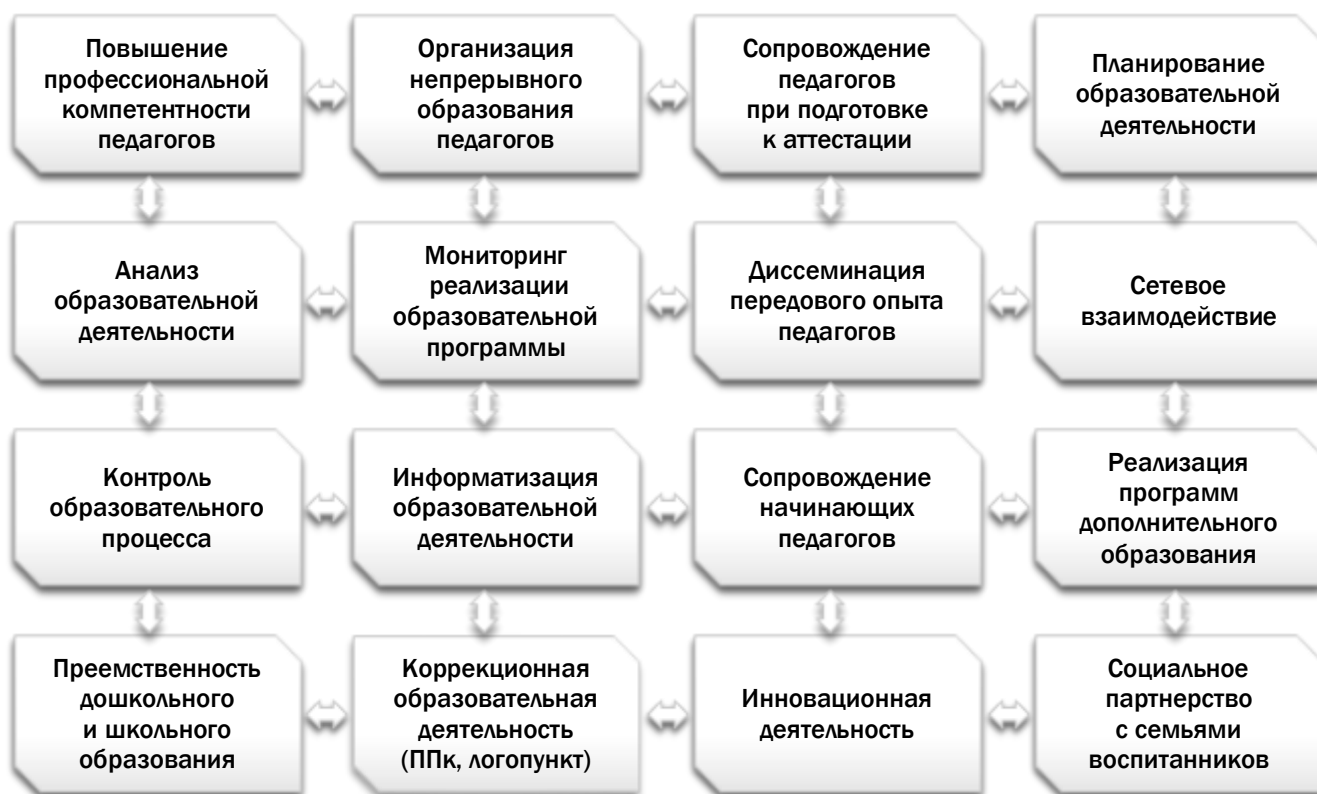 Повышение
профессиональной
компетентности
педагогов
Организация
непрерывного
образования
педагогов
Сопровождение
педагогов
при подготовке
к аттестации
Планирование
образовательной
деятельности
Анализ
образовательной
деятельности
Мониторинг
реализации
образовательной
программы
Диссеминация
передового опыта
педагогов
Сетевое
взаимодействие
Контроль
образовательного
процесса
Информатизация
образовательной
деятельности
Сопровождение
начинающих
педагогов
Реализация
программ
дополнительного
образования
Преемственность
дошкольного
и школьного
образования
Коррекционная
образовательная
деятельность
(ППк, логопункт)
Инновационная
деятельность
Социальное
партнерство
с семьями
воспитанников